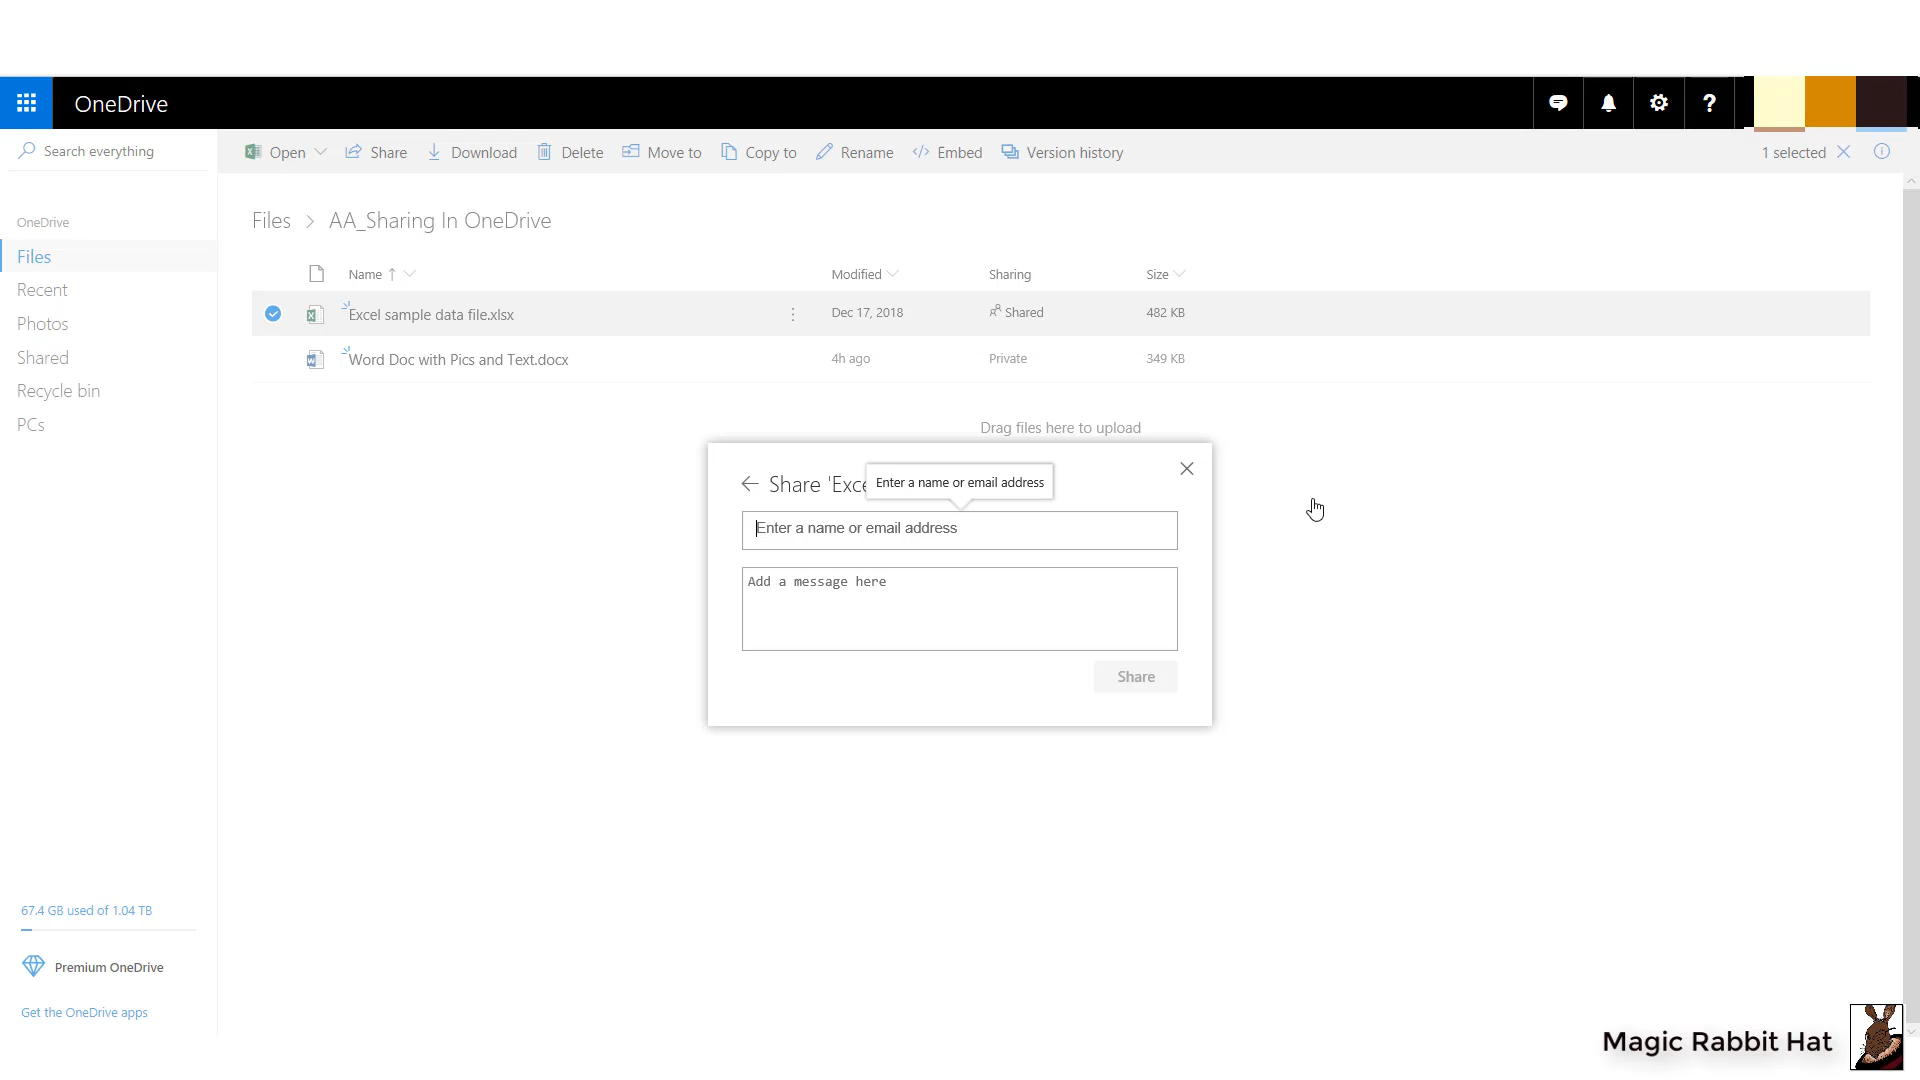 OneDrive
Search everything
Open
Share
Download
Delete
Move to
Copy to
Rename
Embed
Version history
1 selected
OneDrive
Files
Recent
Photos
Shared
Recycle bin
PCs
Files > AA_Sharing In OneDrive
Name Modified Sharing Size
Excel sample data file.xlsx Dec 17, 2018 Shared 482 KB
Word Doc with Pics and Text.docx 4h ago Private 349 KB
Drag files here to upload
Share 'Exce
Enter a name or email address
Enter a name or email address
Add a message here
Share
67.4 GB used of 1.04 TB
Premium OneDrive
Get the OneDrive apps
Magic Rabbit Hat